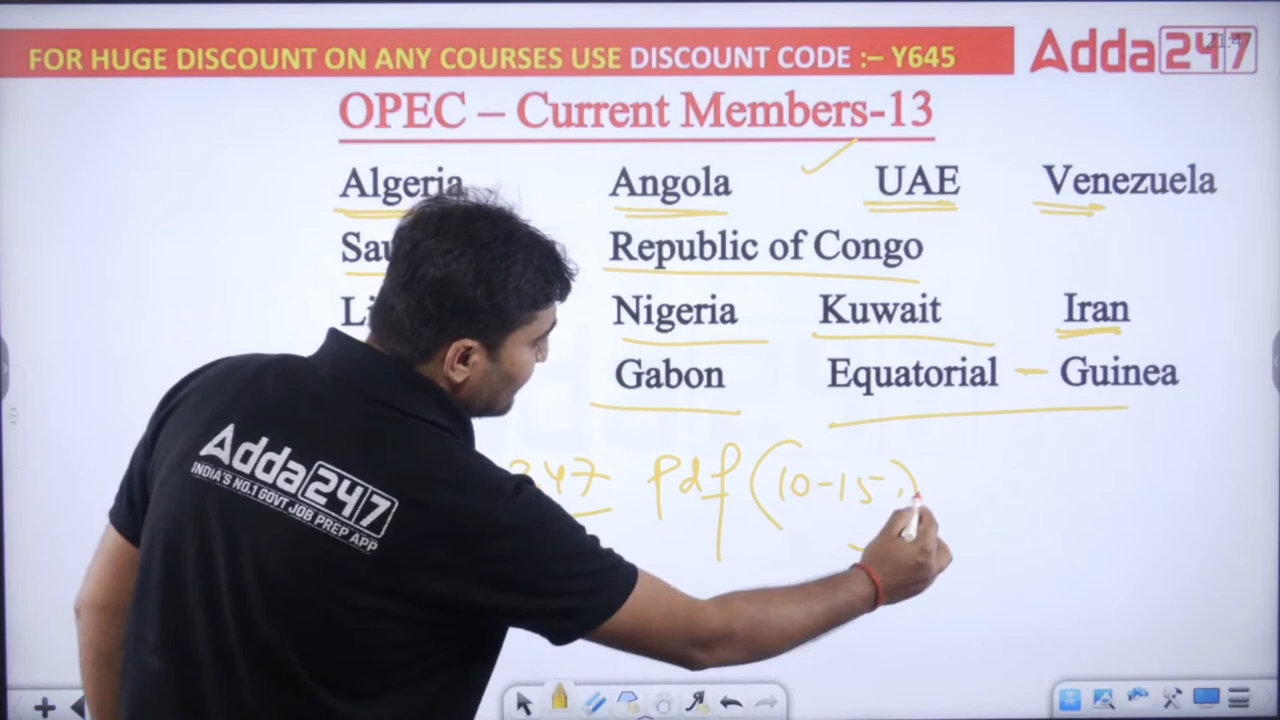 FOR HUGE DISCOUNT ON ANY COURSES USE DISCOUNT CODE :– Y645
Adda247
OPEC – Current Members-13
Algeria Angola UAE Venezuela
Republic of Congo
Nigeria Kuwait Iran
Gabon Equatorial Guinea
247 pdf (10-15)
Adda247
INDIA'S NO.1 GOVT JOB PREP APP